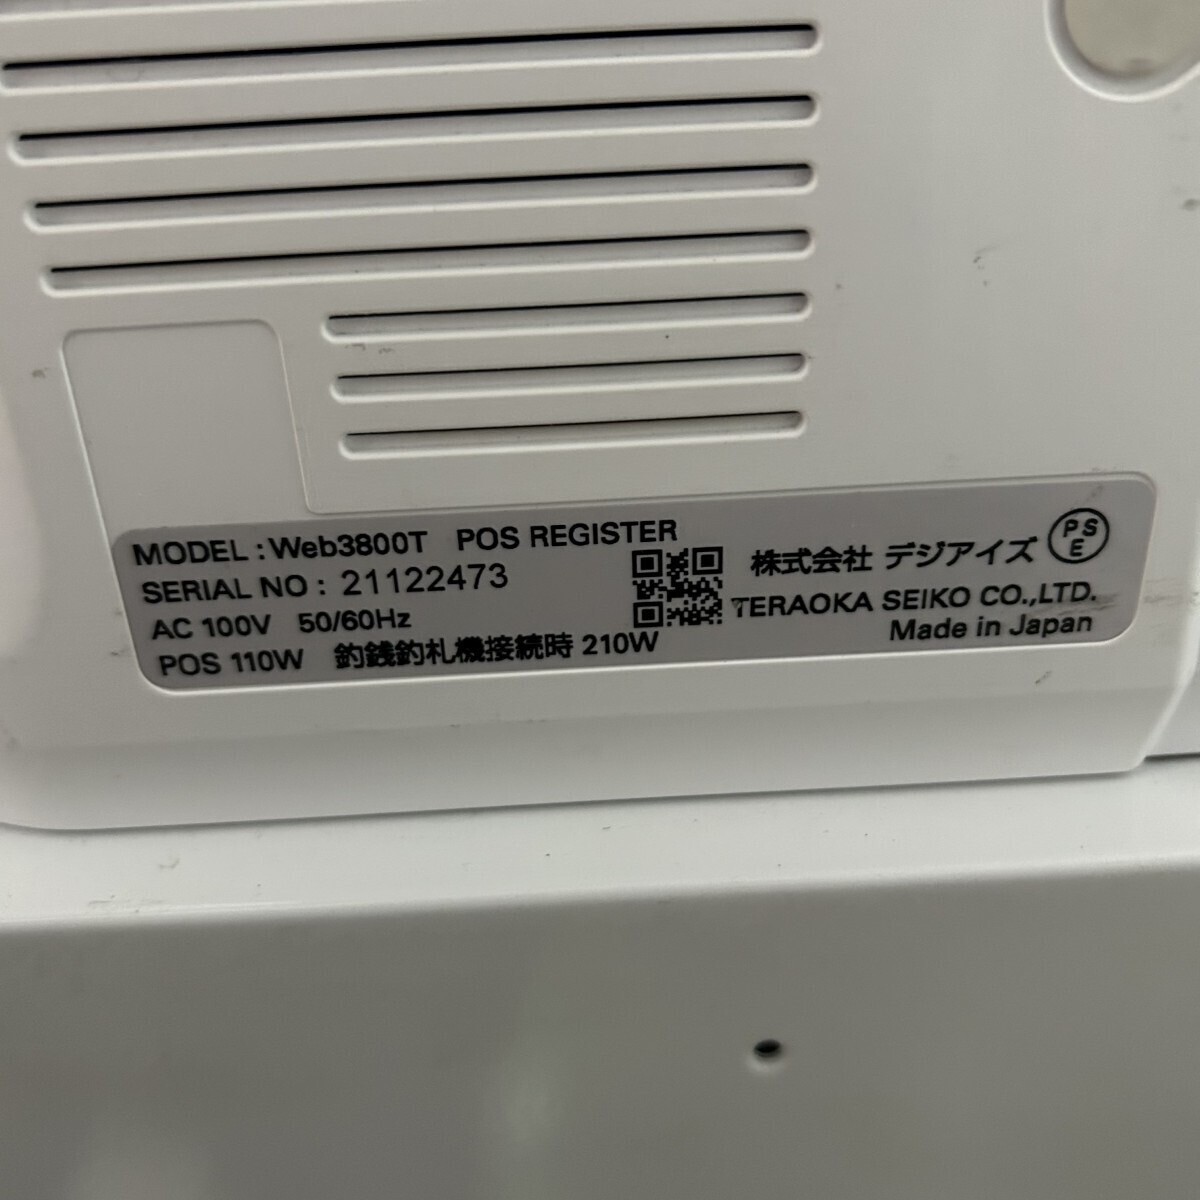 MODEL : Web3800T POS REGISTER
SERIAL NO : 21122473
AC 100V 50/60Hz
POS 110W 釣銭釣札機接続時 210W
株式会社 デジアイズ
PSE
TERAOKA SEIKO CO.,LTD.
Made in Japan